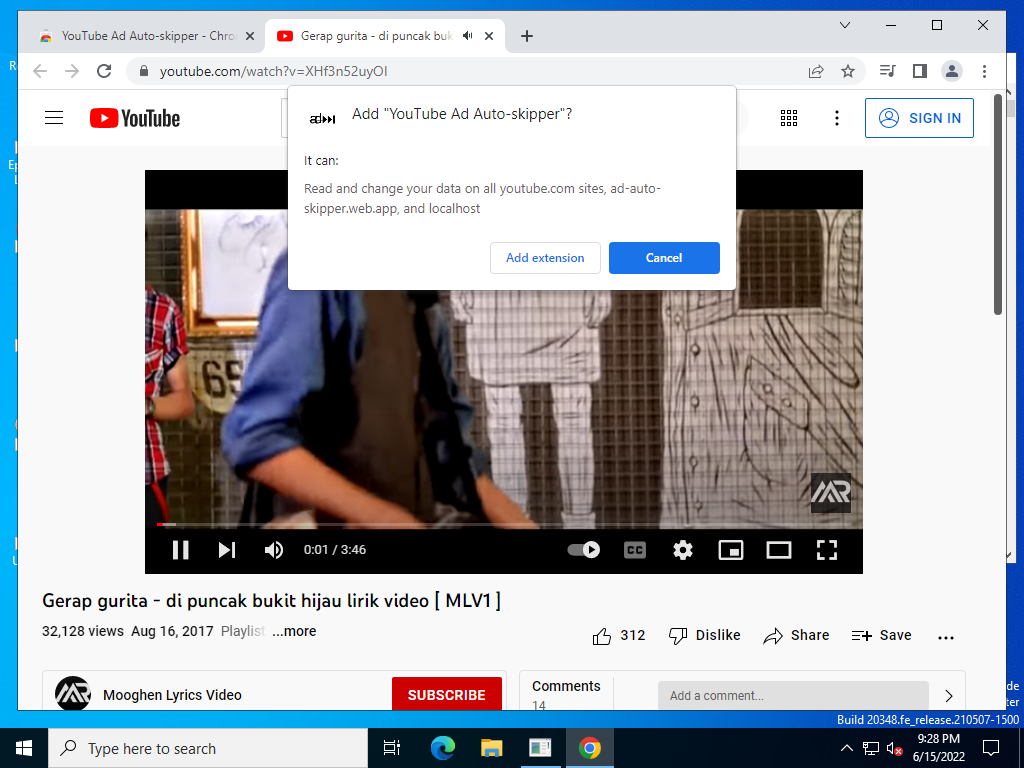 YouTube Ad Auto-skipper - Chro
Gerap gurita - di puncak buk
youtube.com/watch?v=XHf3n52uyOI
YouTube
SIGN IN
Add "YouTube Ad Auto-skipper"?
It can:
Read and change your data on all youtube.com sites, ad-auto-
skipper.web.app, and localhost
Add extension
Cancel
65
MR
0:01 / 3:46
CC
Gerap gurita - di puncak bukit hijau lirik video [ MLV1 ]
32,128 views Aug 16, 2017 Playlist ...more
312 Dislike Share Save
Mooghen Lyrics Video
SUBSCRIBE
Comments
14
Add a comment...
Build 20348.fe_release.210507-1500
Type here to search
9:28 PM
6/15/2022